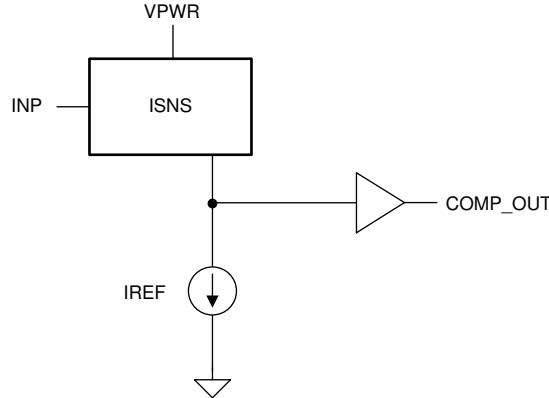 VPWR
INP
ISNS
COMP_OUT
IREF